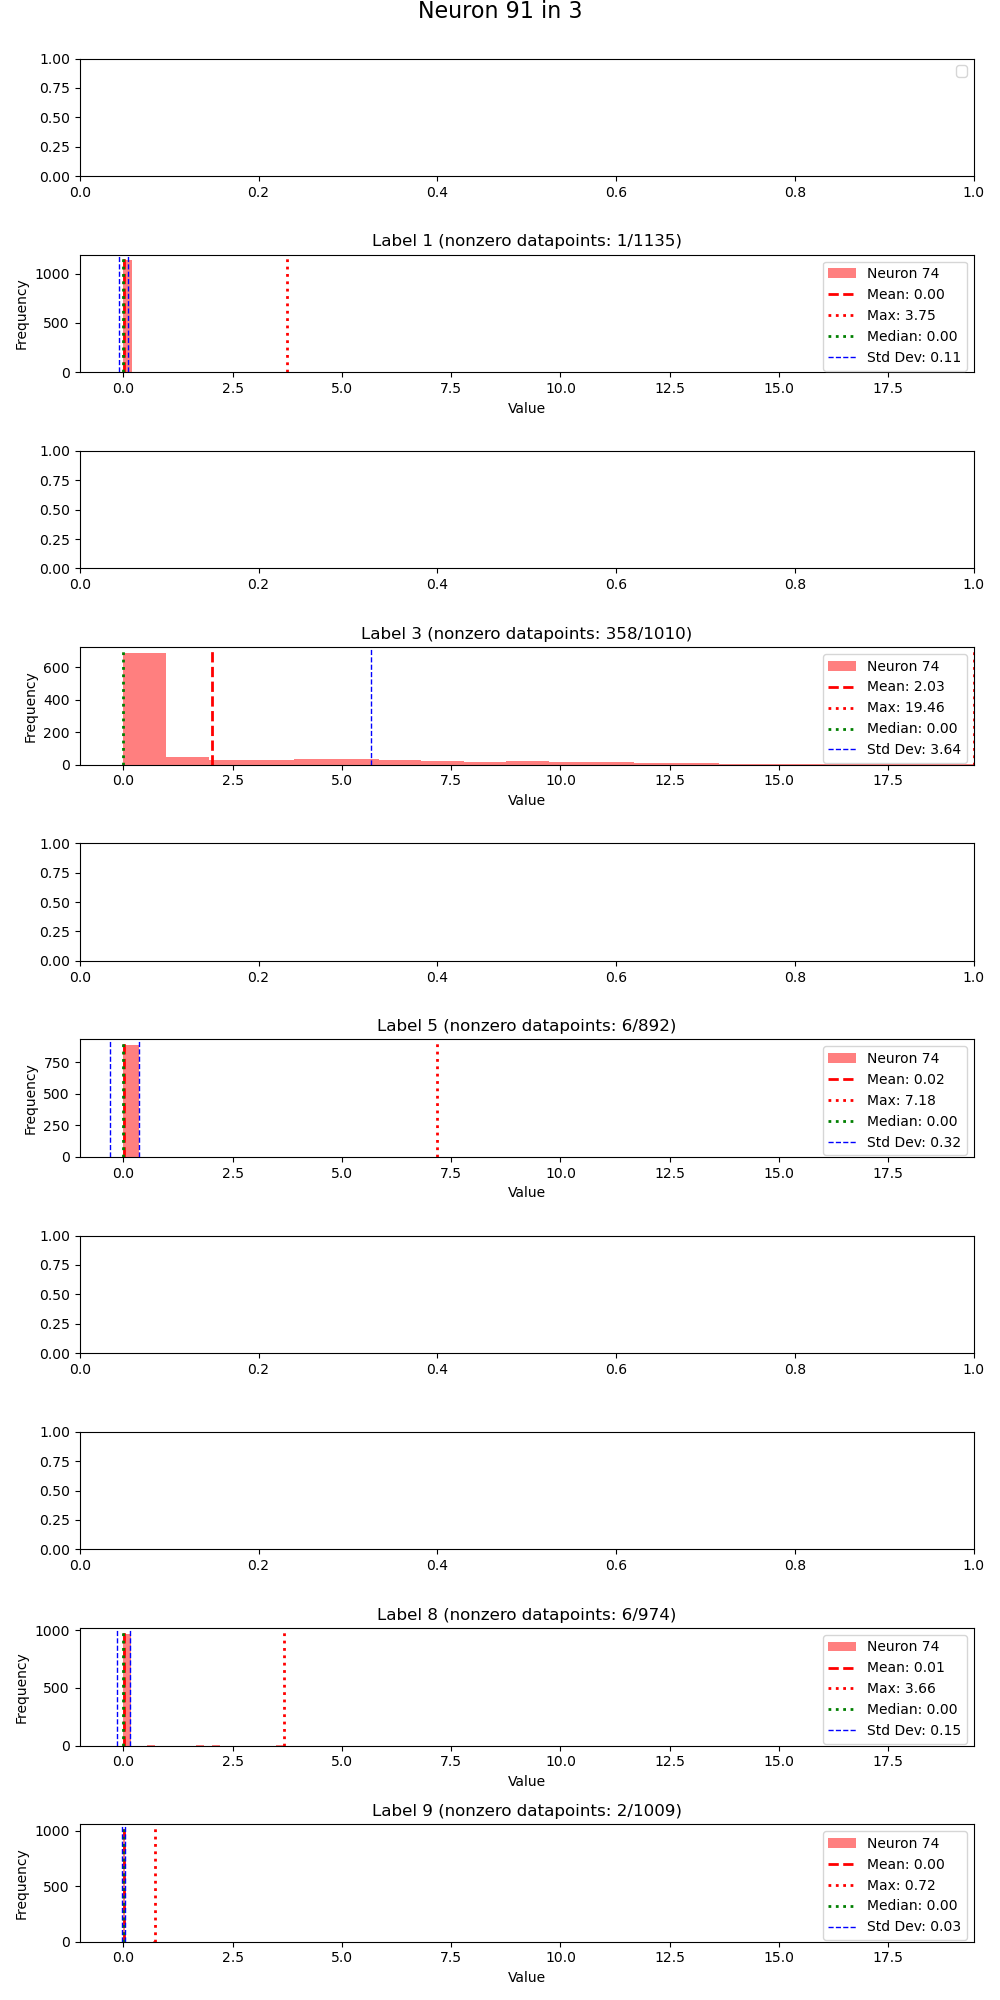 Neuron 91 in 3
1.00
0.75
0.50
0.25
0.00
0.0 0.2 0.4 0.6 0.8 1.0
Label 1 (nonzero datapoints: 1/1135)
Frequency
1000
500
0
Neuron 74
Mean: 0.00
Max: 3.75
Median: 0.00
Std Dev: 0.11
0.0 2.5 5.0 7.5 10.0 12.5 15.0 17.5
Value
1.00
0.75
0.50
0.25
0.00
0.0 0.2 0.4 0.6 0.8 1.0
Label 3 (nonzero datapoints: 358/1010)
Frequency
600
400
200
0
Neuron 74
Mean: 2.03
Max: 19.46
Median: 0.00
Std Dev: 3.64
0.0 2.5 5.0 7.5 10.0 12.5 15.0 17.5
Value
1.00
0.75
0.50
0.25
0.00
0.0 0.2 0.4 0.6 0.8 1.0
Label 5 (nonzero datapoints: 6/892)
Frequency
750
500
250
0
Neuron 74
Mean: 0.02
Max: 7.18
Median: 0.00
Std Dev: 0.32
0.0 2.5 5.0 7.5 10.0 12.5 15.0 17.5
Value
1.00
0.75
0.50
0.25
0.00
0.0 0.2 0.4 0.6 0.8 1.0
1.00
0.75
0.50
0.25
0.00
0.0 0.2 0.4 0.6 0.8 1.0
Label 8 (nonzero datapoints: 6/974)
Frequency
1000
500
0
Neuron 74
Mean: 0.01
Max: 3.66
Median: 0.00
Std Dev: 0.15
0.0 2.5 5.0 7.5 10.0 12.5 15.0 17.5
Value
Label 9 (nonzero datapoints: 2/1009)
Frequency
1000
500
0
Neuron 74
Mean: 0.00
Max: 0.72
Median: 0.00
Std Dev: 0.03
0.0 2.5 5.0 7.5 10.0 12.5 15.0 17.5
Value